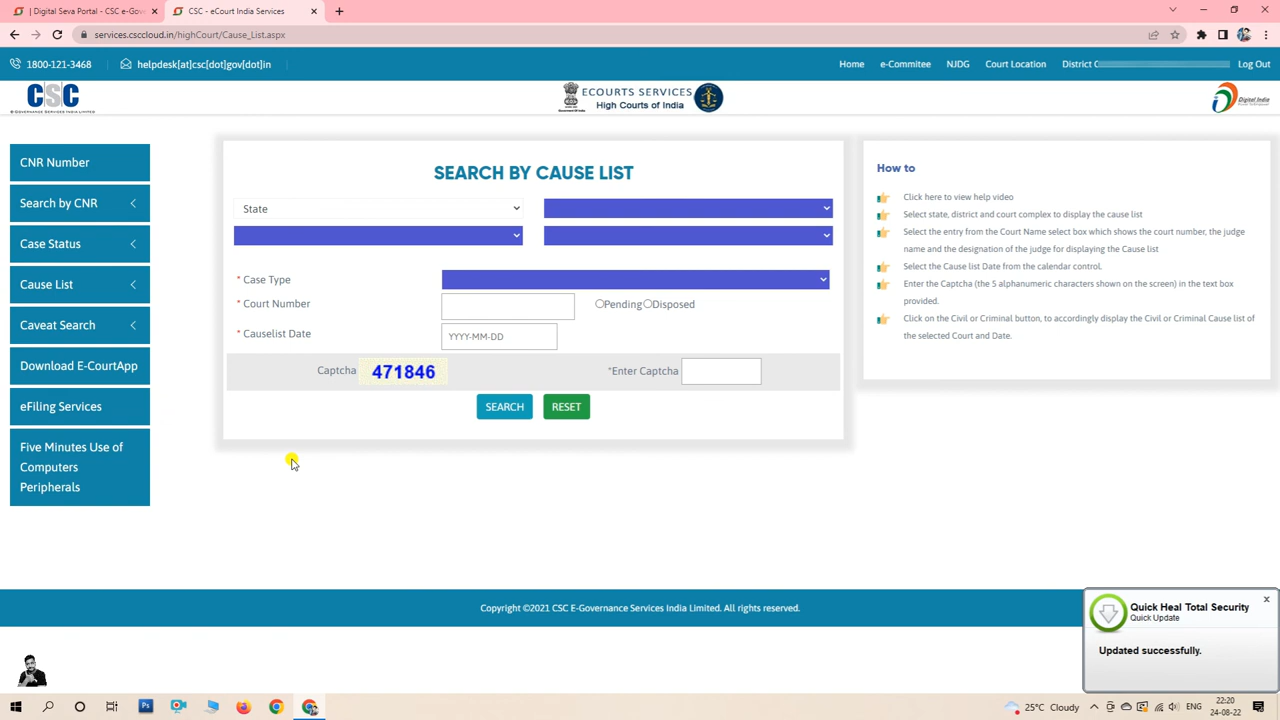 | Digital Seva Portal - CSC e-Gover
CSC - eCourt India Services
services.csccloud.in/highCourt/Cause_List.aspx
1800-121-3468
helpdesk[at]csc[dot]gov[dot]in
Home
e-Commitee
NJDG
Court Location
District C
Log Out
CSC
E-GOVERNANCE SERVICES INDIA LIMITED
ECOURTS SERVICES
High Courts of India
Digital India
CNR Number
Search by CNR
Case Status
Cause List
Caveat Search
Download E-CourtApp
eFiling Services
Five Minutes Use of
Computers
Peripherals
SEARCH BY CAUSE LIST
State
* Case Type
* Court Number
Pending
Disposed
* Causelist Date
YYYY-MM-DD
Captcha
471846
*Enter Captcha
SEARCH
RESET
How to
Click here to view help video
Select state, district and court complex to display the cause list
Select the entry from the Court Name select box which shows the court number, the judge
name and the designation of the judge for displaying the Cause list
Select the Cause list Date from the calendar control.
Enter the Captcha (the S alphanumeric characters shown on the screen) in the text box
provided.
Click on the Civil or Criminal button, to accordingly display the Civil or Criminal Cause list of
the selected Court and Date.
Copyright ©2021 CSC E-Governance Services India Limited. All rights reserved.
Quick Heal Total Security
Quick Update
Updated successfully.
Ps
25°C Cloudy
ENG
22:20
24-08-22